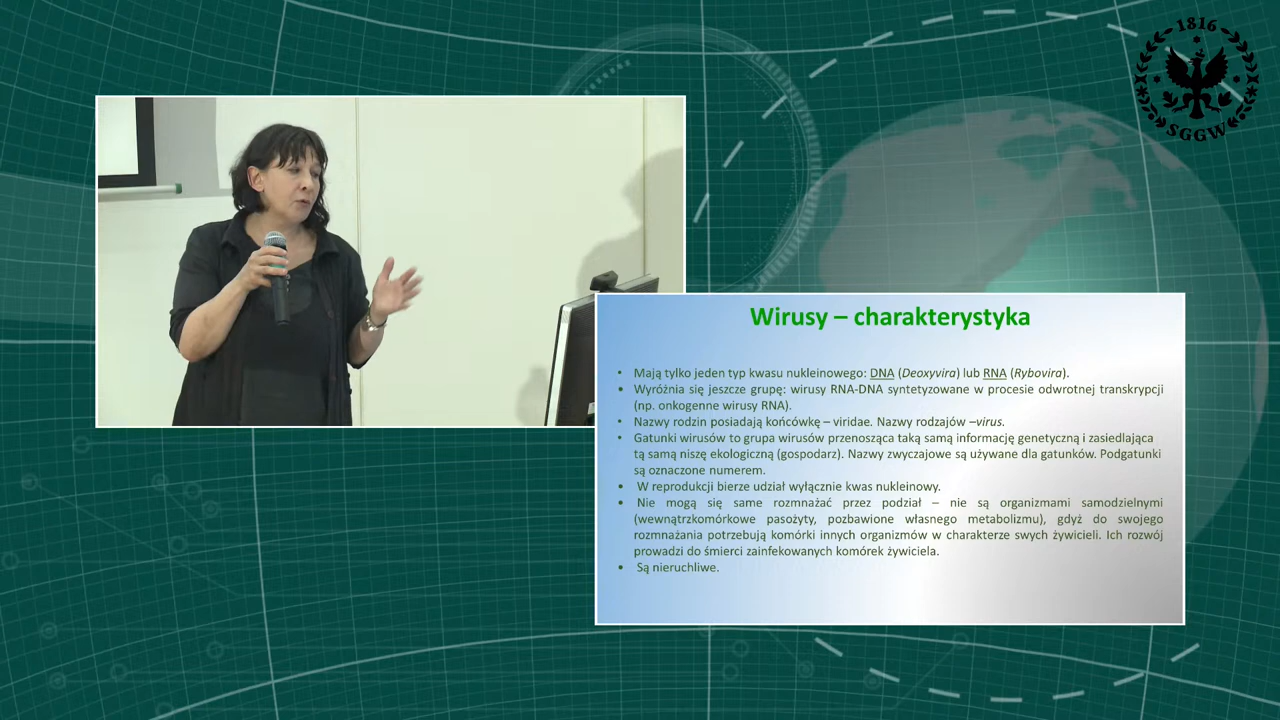 1816
SGGW
Wirusy – charakterystyka
• Mają tylko jeden typ kwasu nukleinowego: DNA (Deoxyvira) lub RNA (Rybovira).
• Wyróżnia się jeszcze grupę: wirusy RNA-DNA syntetyzowane w procesie odwrotnej transkrypcji
(np. onkogenne wirusy RNA).
• Nazwy rodzin posiadają końcówkę – viridae. Nazwy rodzajów –virus.
• Gatunki wirusów to grupa wirusów przenosząca taką samą informację genetyczną i zasiedlająca
tą samą niszę ekologiczną (gospodarz). Nazwy zwyczajowe są używane dla gatunków. Podgatunki
są oznaczone numerem.
• W reprodukcji bierze udział wyłącznie kwas nukleinowy.
• Nie mogą się same rozmnażać przez podział – nie są organizmami samodzielnymi
(wewnątrzkomórkowe pasożyty, pozbawione własnego metabolizmu), gdyż do swojego
rozmnażania potrzebują komórki innych organizmów w charakterze swych żywicieli. Ich rozwój
prowadzi do śmierci zainfekowanych komórek żywiciela.
• Są nieruchliwe.